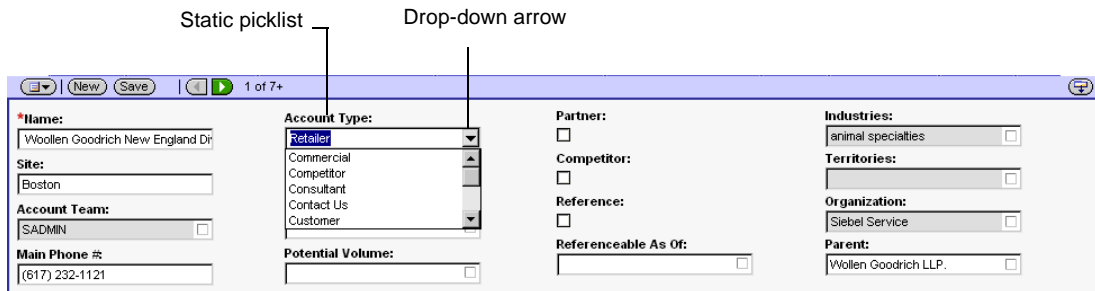 Static picklist
Drop-down arrow
New
Save
1 of 7+
*Name:
Woollen Goodrich New England Di
Site:
Boston
Account Team:
SADMIN
Main Phone #:
(617) 232-1121
Account Type:
Retailer
Commercial
Competitor
Consultant
Contact Us
Customer
Potential Volume:
Partner:
Competitor:
Reference:
Referenceable As Of:
Industries:
animal specialties
Territories:
Organization:
Siebel Service
Parent:
Wollen Goodrich LLP.